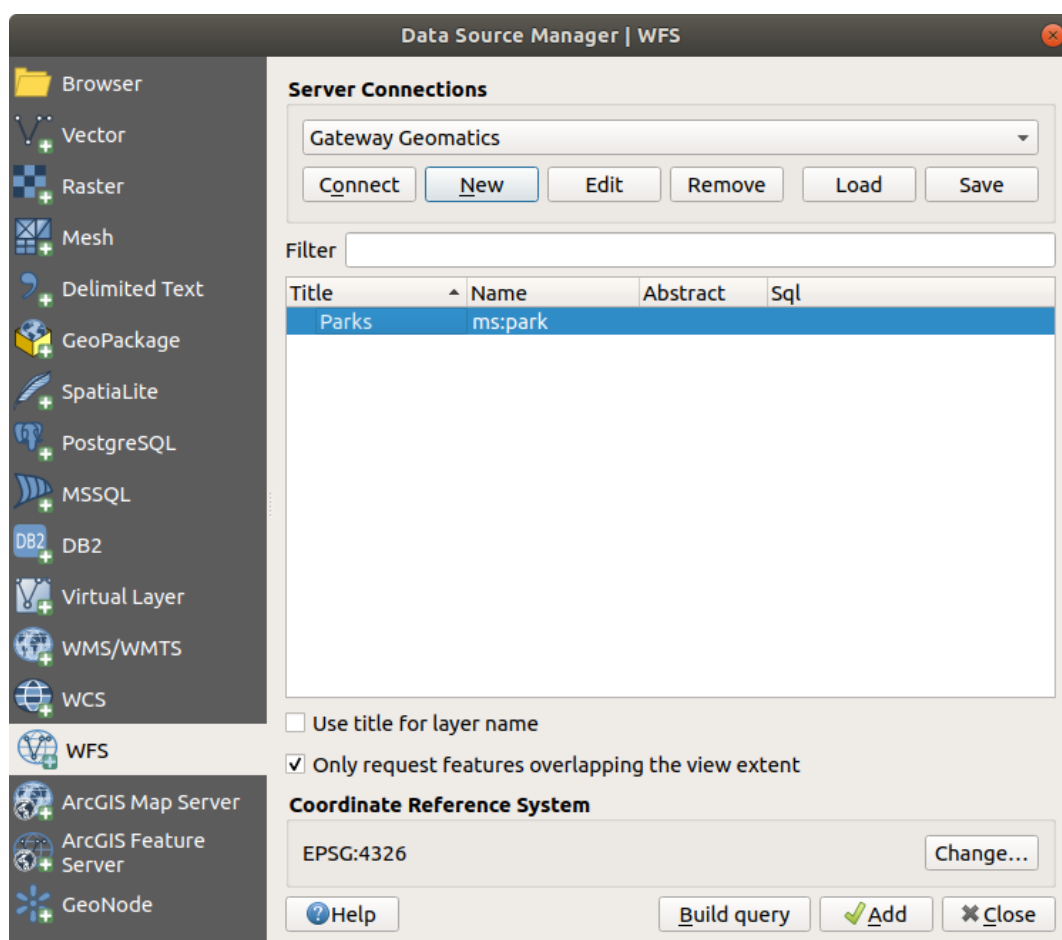 Data Source Manager | WFS
Browser
Vector
Raster
Mesh
Delimited Text
GeoPackage
SpatiaLite
PostgreSQL
MSSQL
DB2
DB2
Virtual Layer
WMS/WMTS
WCS
WFS
ArcGIS Map Server
ArcGIS Feature
Server
GeoNode
Server Connections
Gateway Geomatics
Connect New Edit Remove Load Save
Filter
Title Name Abstract Sql
Parks ms:park
Use title for layer name
Only request features overlapping the view extent
Coordinate Reference System
EPSG:4326 Change...
?Help Build query Add Close